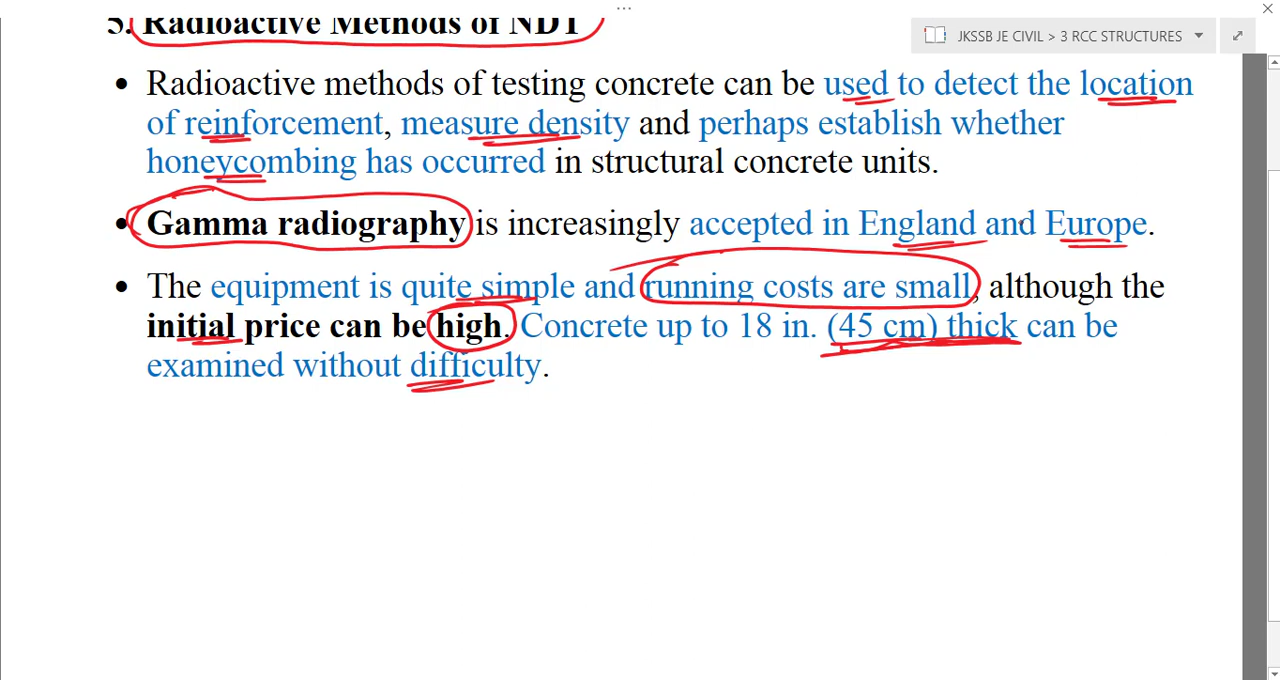 5. Radioactive Methods of NDT
JKSSB JE CIVIL > 3 RCC STRUCTURES
• Radioactive methods of testing concrete can be used to detect the location
of reinforcement, measure density and perhaps establish whether
honeycombing has occurred in structural concrete units.
• Gamma radiography is increasingly accepted in England and Europe.
• The equipment is quite simple and running costs are small, although the
initial price can be high. Concrete up to 18 in. (45 cm) thick can be
examined without difficulty.